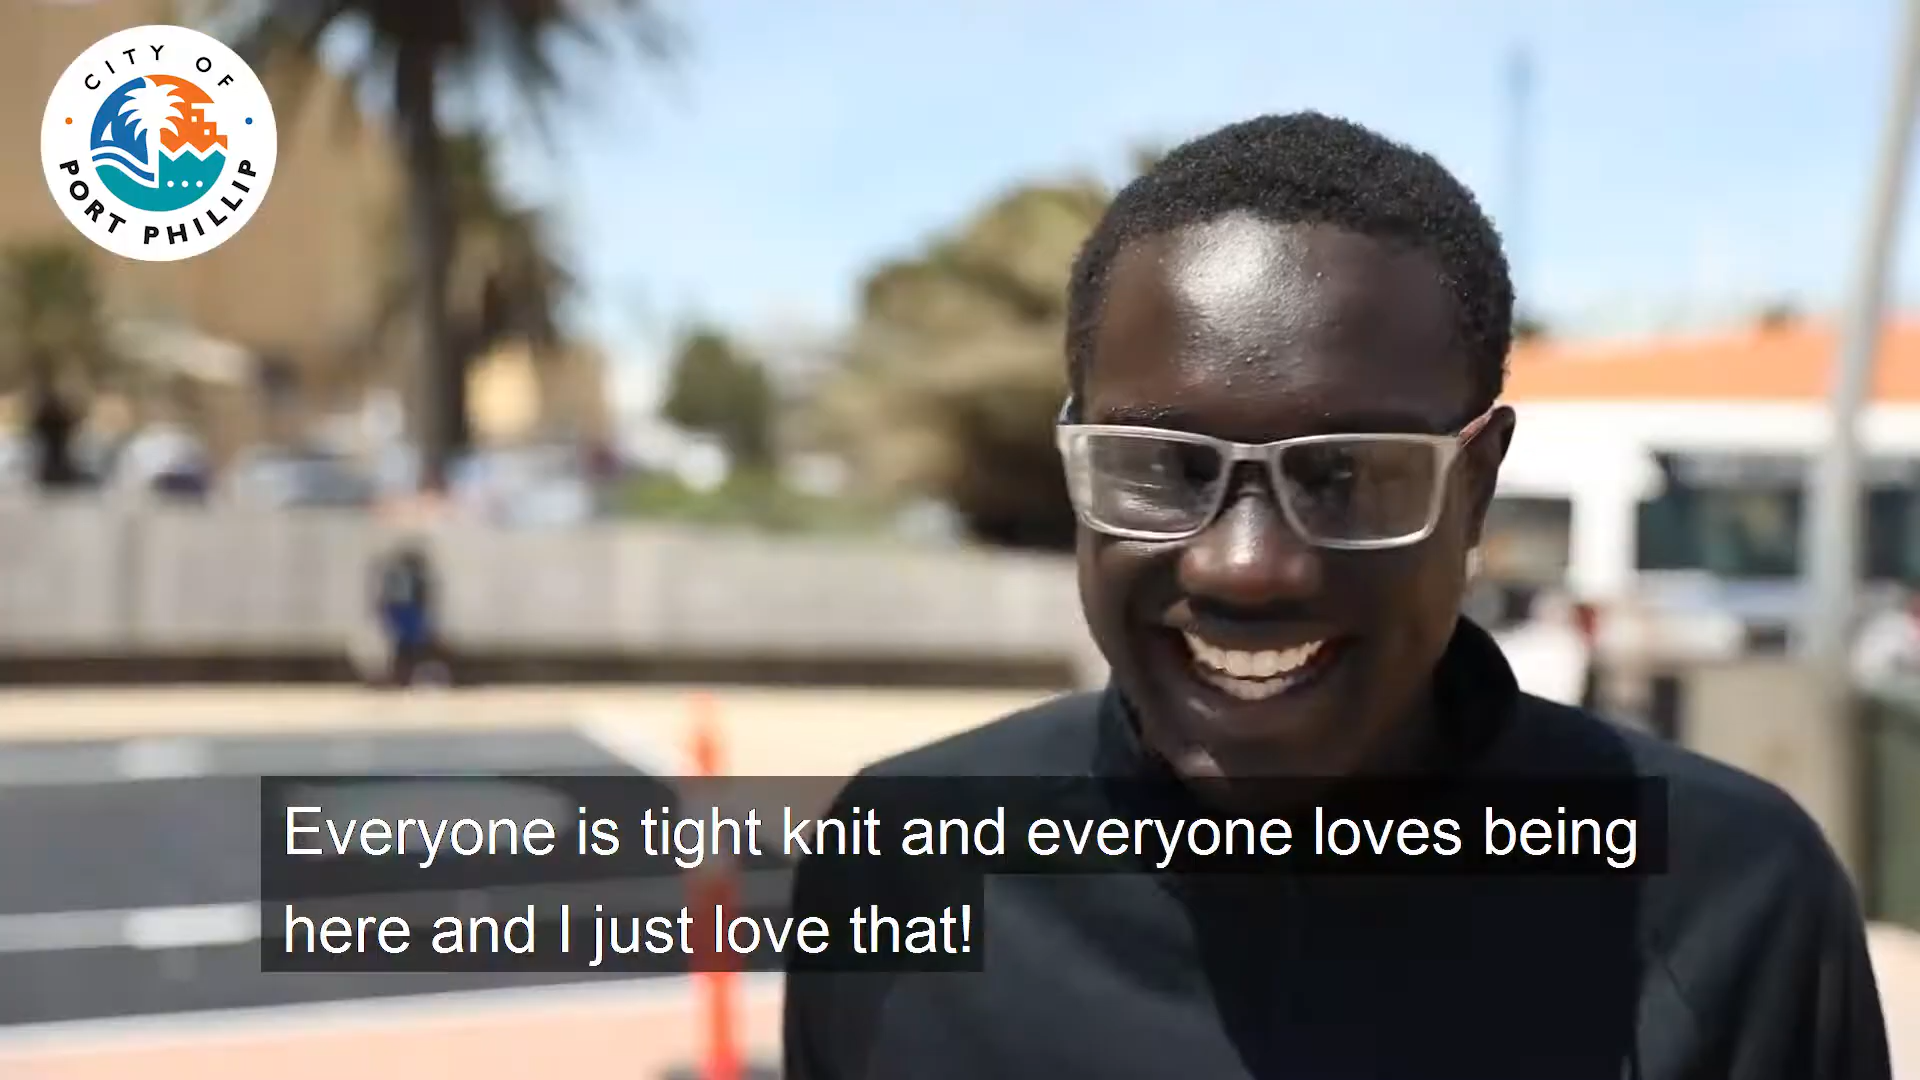 CITY OF
PORT PHILLIP
Everyone is tight knit and everyone loves being
here and I just love that!